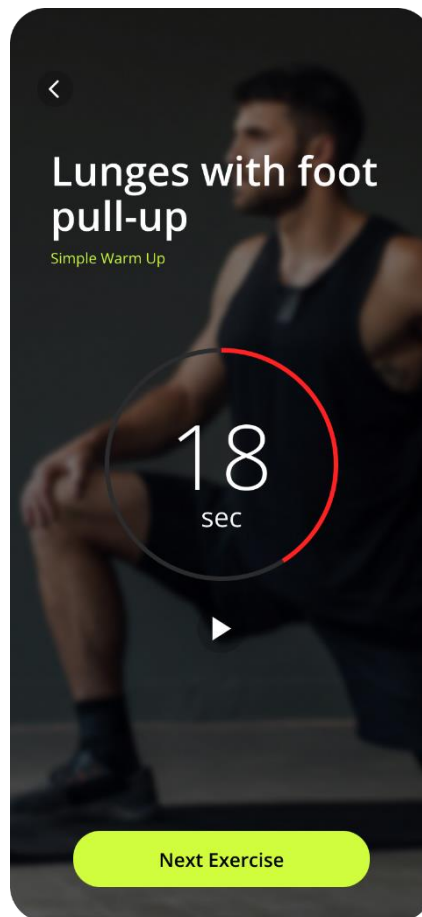 Lunges with foot
pull-up
Simple Warm Up
18
sec
Next Exercise